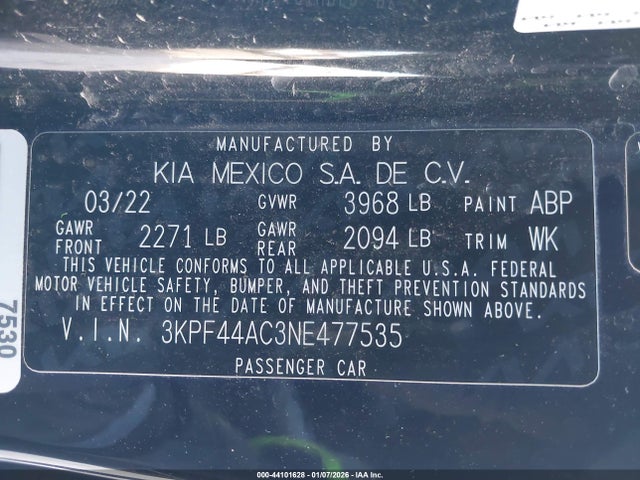 MANUFACTURED BY
KIA MEXICO S.A. DE C.V.
03/22 GVWR 3968 LB PAINT ABP
GAWR FRONT 2271 LB GAWR REAR 2094 LB TRIM WK
THIS VEHICLE CONFORMS TO ALL APPLICABLE U.S.A. FEDERAL
MOTOR VEHICLE SAFETY, BUMPER, AND THEFT PREVENTION STANDARDS
IN EFFECT ON THE DATE OF MANUFACTURE SHOWN ABOVE.
V.I.N. 3KPF44AC3NE477535
PASSENGER CAR
7530
000-44101628 - 01/07/2026 - IAA Inc.